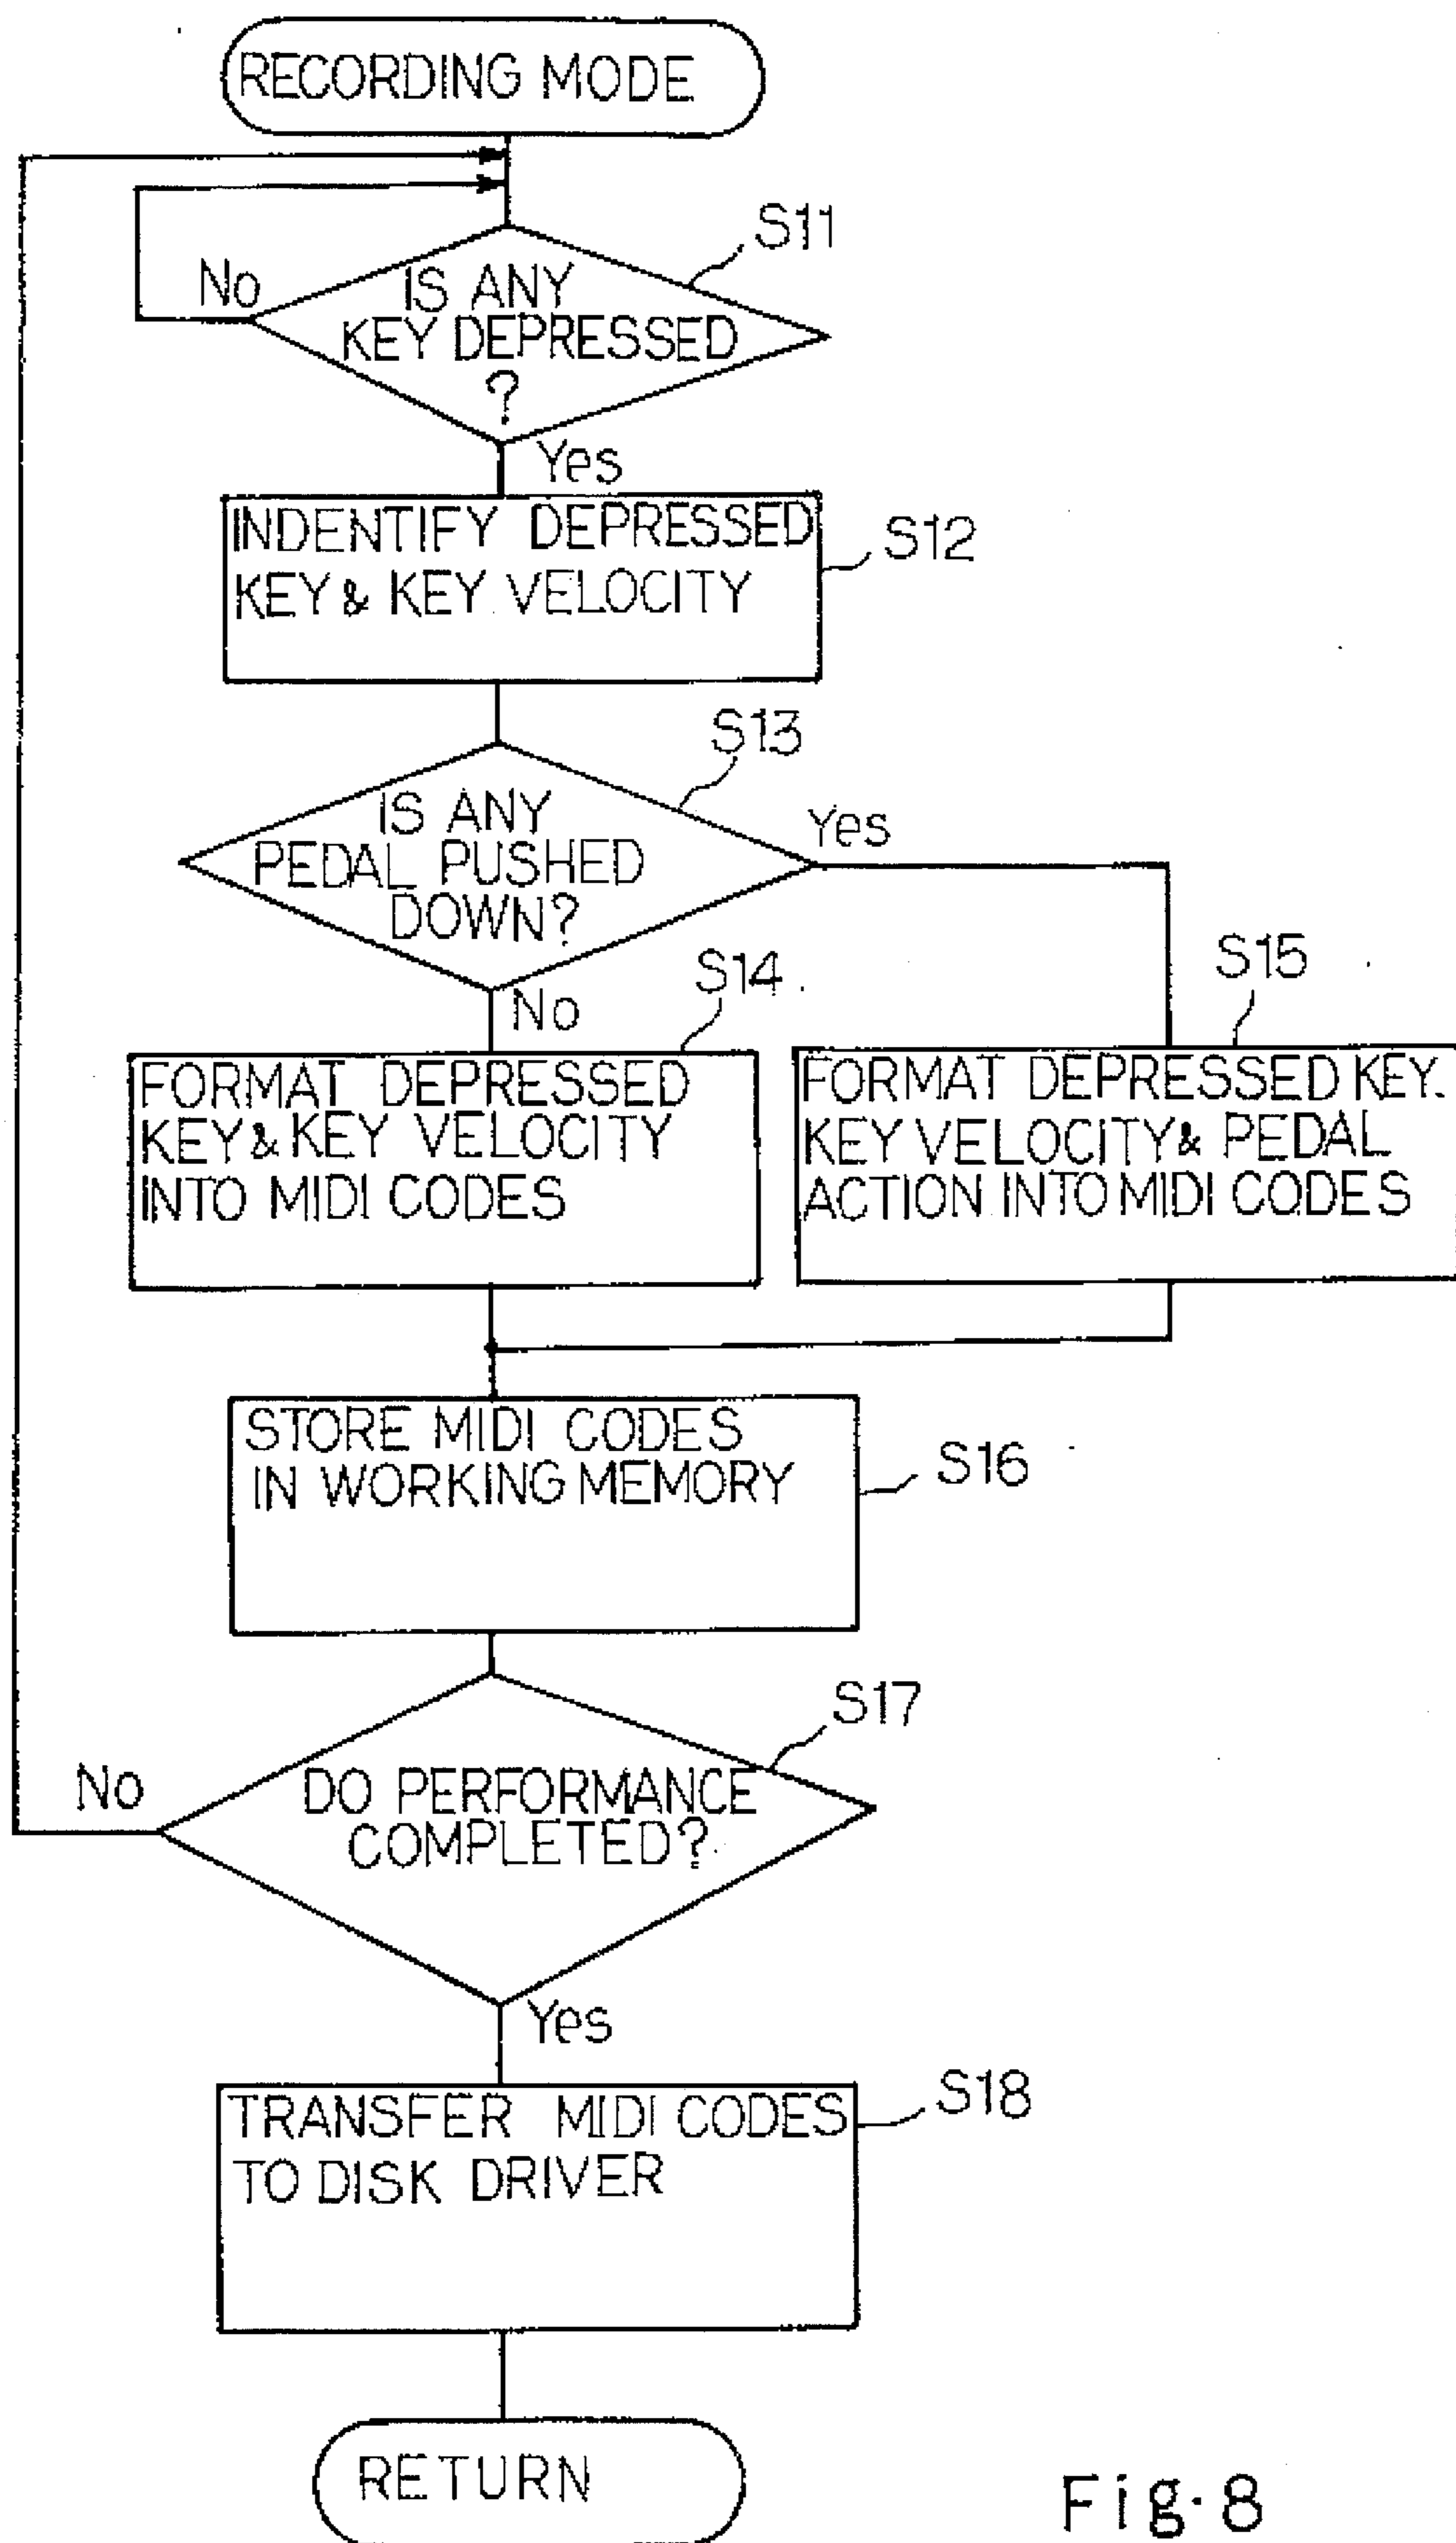 RECORDING MODE
S11
No
IS ANY
KEY DEPRESSED
?
Yes
INDENTIFY DEPRESSED
KEY & KEY VELOCITY
S12
S13
IS ANY
PEDAL PUSHED
DOWN?
Yes
No
S14
S15
FORMAT DEPRESSED
KEY & KEY VELOCITY
INTO MIDI CODES
FORMAT DEPRESSED KEY.
KEY VELOCITY & PEDAL
ACTION INTO MIDI CODES
STORE MIDI CODES
IN WORKING MEMORY
S16
S17
No
DO PERFORMANCE
COMPLETED?
Yes
S18
TRANSFER MIDI CODES
TO DISK DRIVER
RETURN
Fig. 8